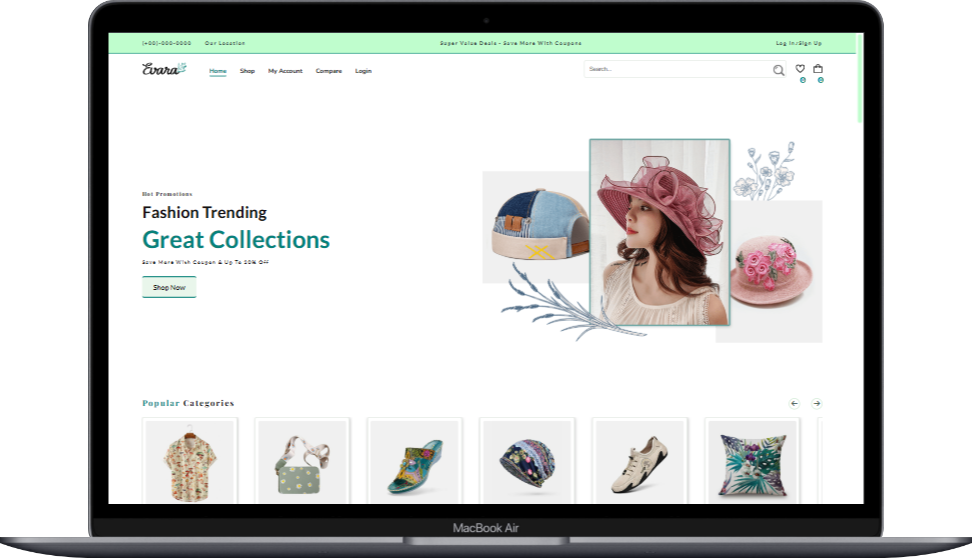 (+00)-000-0000 Our Location Super Value Deals - Save More With Coupons Log In/Sign Up
Evara Home Shop My Account Compare Login Search...
Hot Promotions
Fashion Trending
Great Collections
Save More With Coupon & Up To 20% Off
Shop Now
Popular Categories
MacBook Air